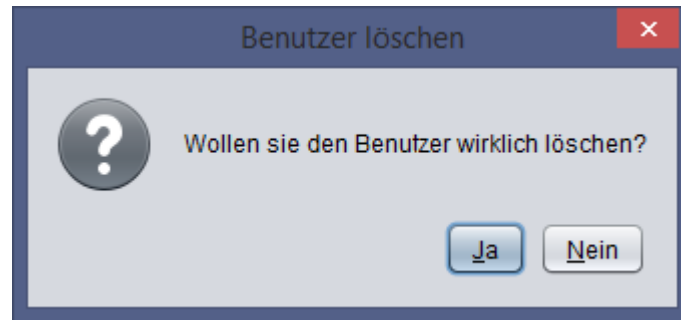 Benutzer löschen
Wollen sie den Benutzer wirklich löschen?
Ja Nein